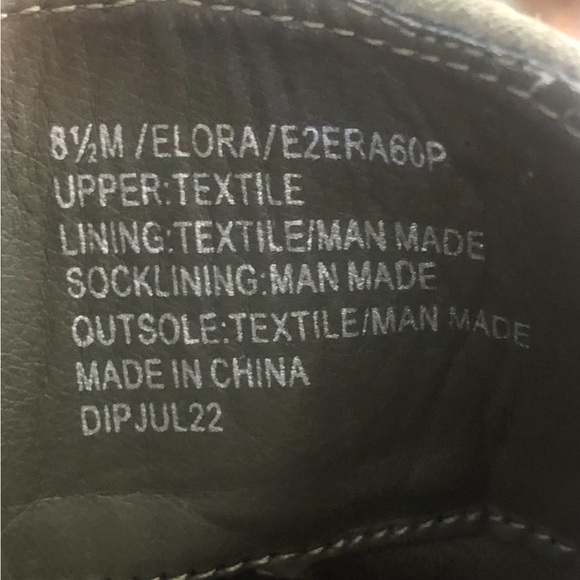 8½M /ELORA/E2ERA60P
UPPER:TEXTILE
LINING:TEXTILE/MAN MADE
SOCKLINING:MAN MADE
OUTSOLE:TEXTILE/MAN MADE
MADE IN CHINA
DIPJUL22